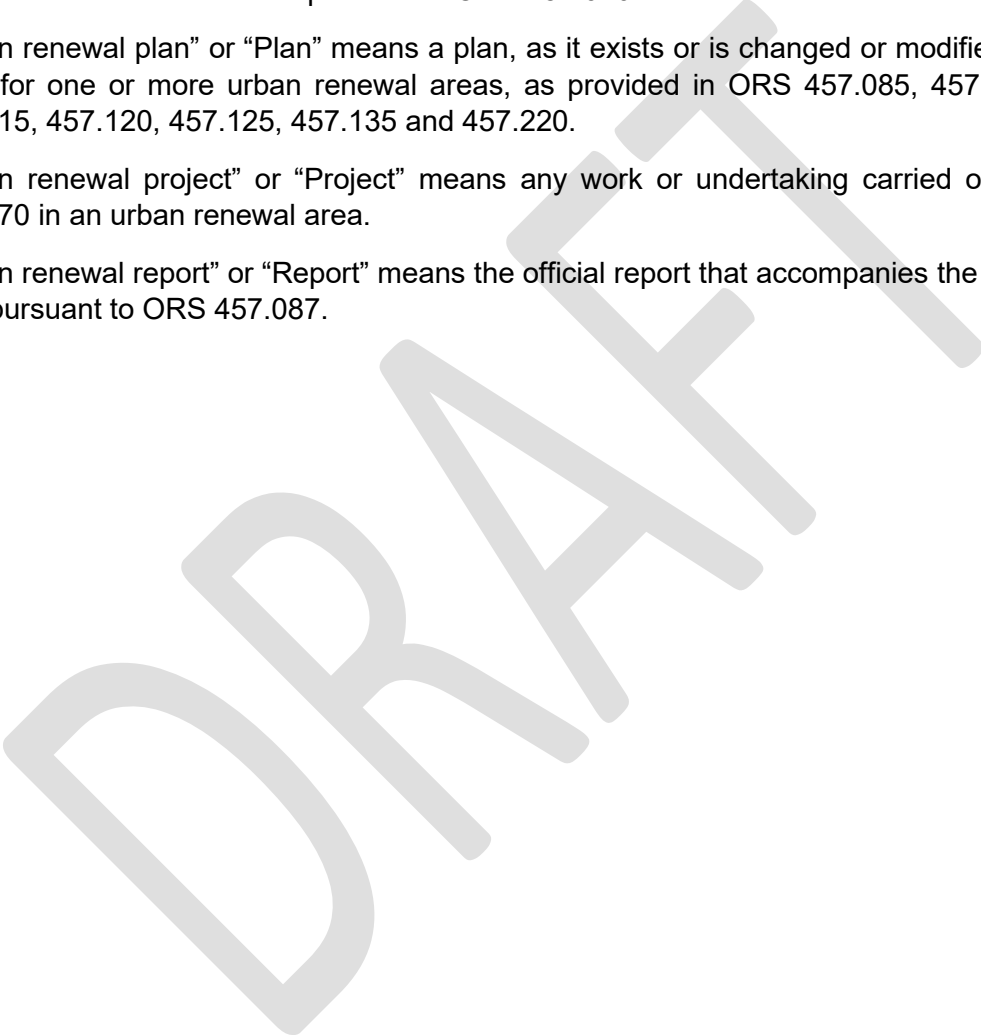 n renewal plan” or “Plan” means a plan, as it exists or is changed or modifie
for one or more urban renewal areas, as provided in ORS 457.085, 457
15, 457.120, 457.125, 457.135 and 457.220.
n renewal project” or “Project” means any work or undertaking carried o
70 in an urban renewal area.
n renewal report” or “Report” means the official report that accompanies the
pursuant to ORS 457.087.
DRAFT